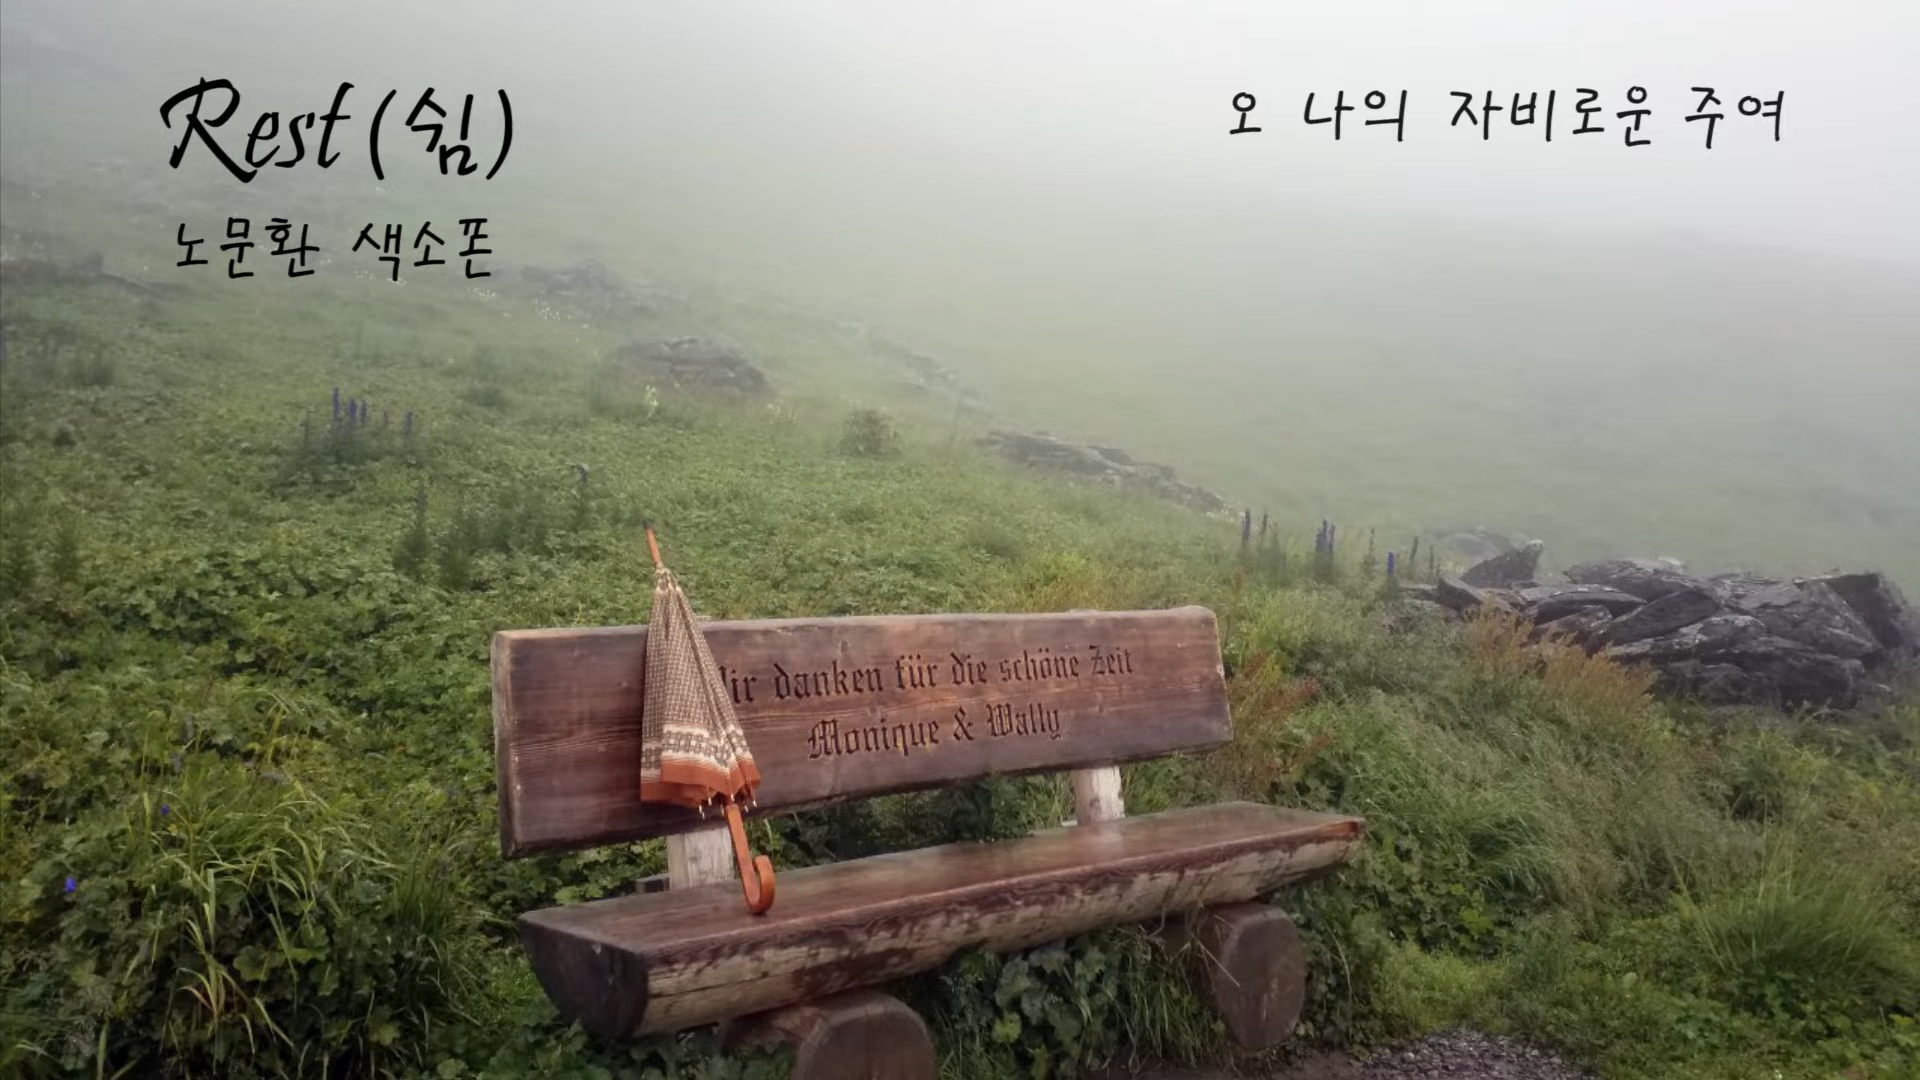 Rest (쉼)
노문환 색소폰
오 나의 자비로운 주여
ir danken für die schöne Zeit
Monique & Wally